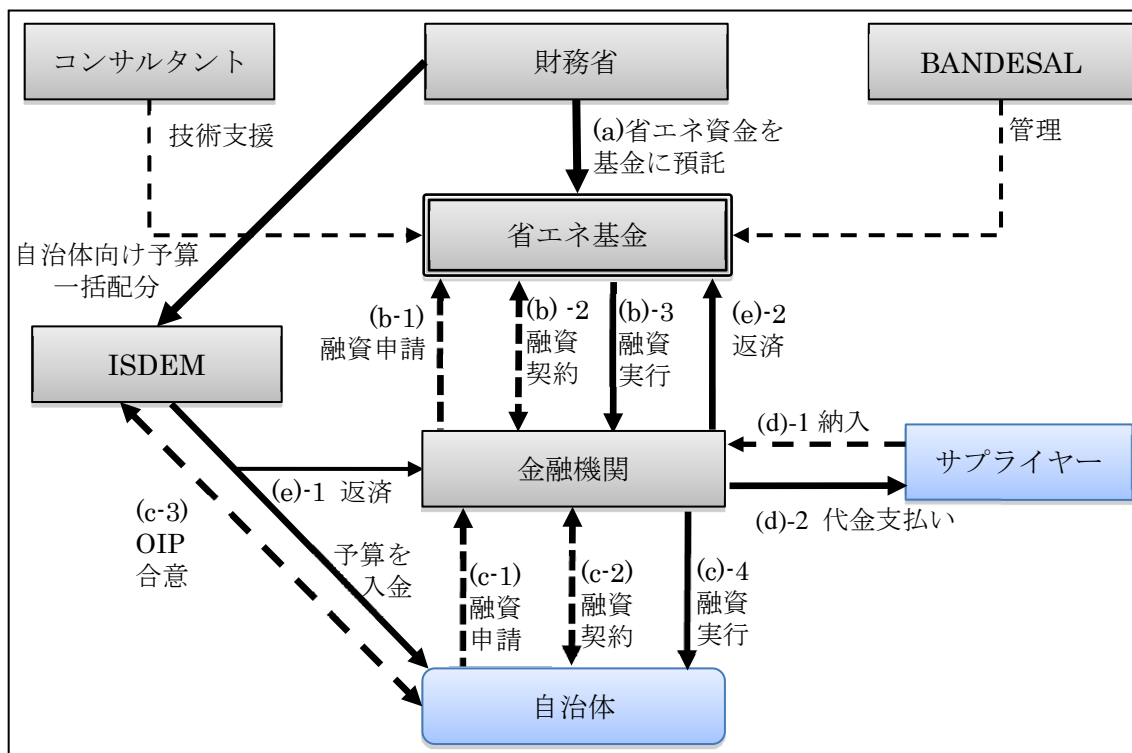 コンサルタント
財務省
BANDESAL
技術支援
(a)省エネ資金を
基金に預託
管理
省エネ基金
自治体向け予算
一括配分
(b-1)
融資申請
(b) -2
融資
契約
(b)-3
融資
実行
(e)-2
返済
ISDEM
(d)-1 納入
金融機関
サプライヤー
(e)-1 返済
(d)-2 代金支払い
(c-3)
OIP
合意
予算を
入金
(c-1)
融資
申請
(c-2)
融資
契約
(c)-4
融資
実行
自治体